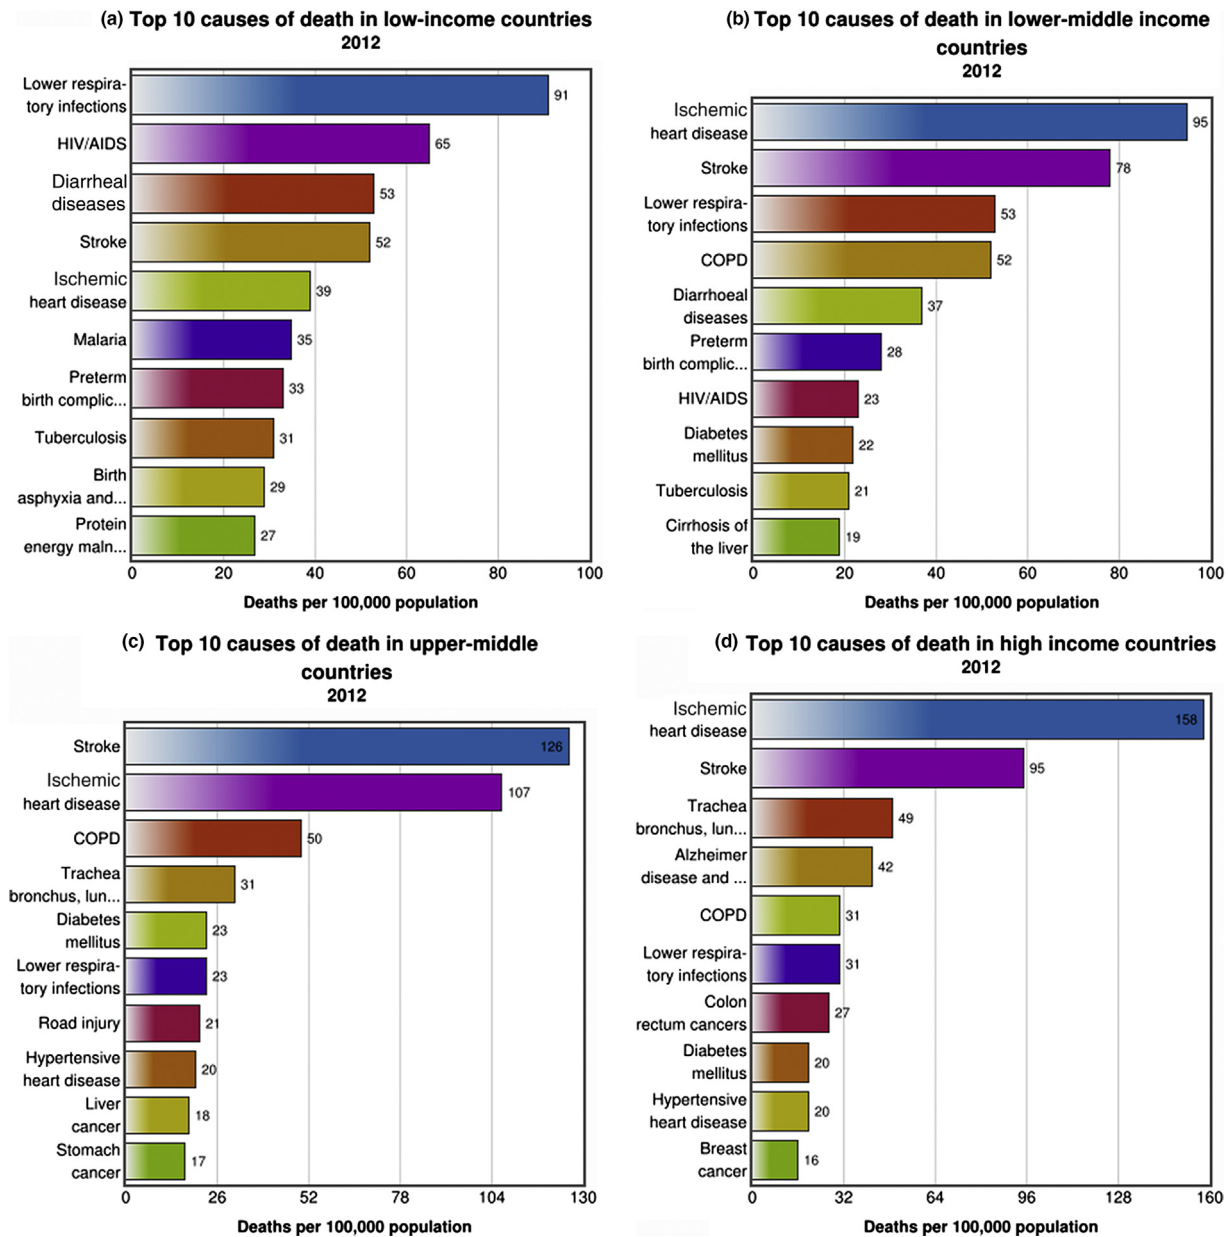 (a) Top 10 causes of death in low-income countries
2012
Lower respira-
tory infections
91
HIV/AIDS
65
Diarrheal
diseases
53
Stroke
52
Ischemic
heart disease
39
Malaria
35
Preterm
birth complic...
33
Tuberculosis
31
Birth
asphyxia and...
29
Protein
energy maln...
27
0 20 40 60 80 100
Deaths per 100,000 population
(b) Top 10 causes of death in lower-middle income
countries
2012
Ischemic
heart disease
95
Stroke
78
Lower respira-
tory infections
53
COPD
52
Diarrhoeal
diseases
37
Preterm
birth complic...
28
HIV/AIDS
23
Diabetes
mellitus
22
Tuberculosis
21
Cirrhosis of
the liver
19
0 20 40 60 80 100
Deaths per 100,000 population
(c) Top 10 causes of death in upper-middle
countries
2012
Stroke
126
Ischemic
heart disease
107
COPD
50
Trachea
bronchus, lun...
31
Diabetes
mellitus
23
Lower respira-
tory infections
23
Road injury
21
Hypertensive
heart disease
20
Liver
cancer
18
Stomach
cancer
17
0 26 52 78 104 130
Deaths per 100,000 population
(d) Top 10 causes of death in high income countries
2012
Ischemic
heart disease
158
Stroke
95
Trachea
bronchus, lun...
49
Alzheimer
disease and ...
42
COPD
31
Lower respira-
tory infections
31
Colon
rectum cancers
27
Diabetes
mellitus
20
Hypertensive
heart disease
20
Breast
cancer
16
0 32 64 96 128 160
Deaths per 100,000 population